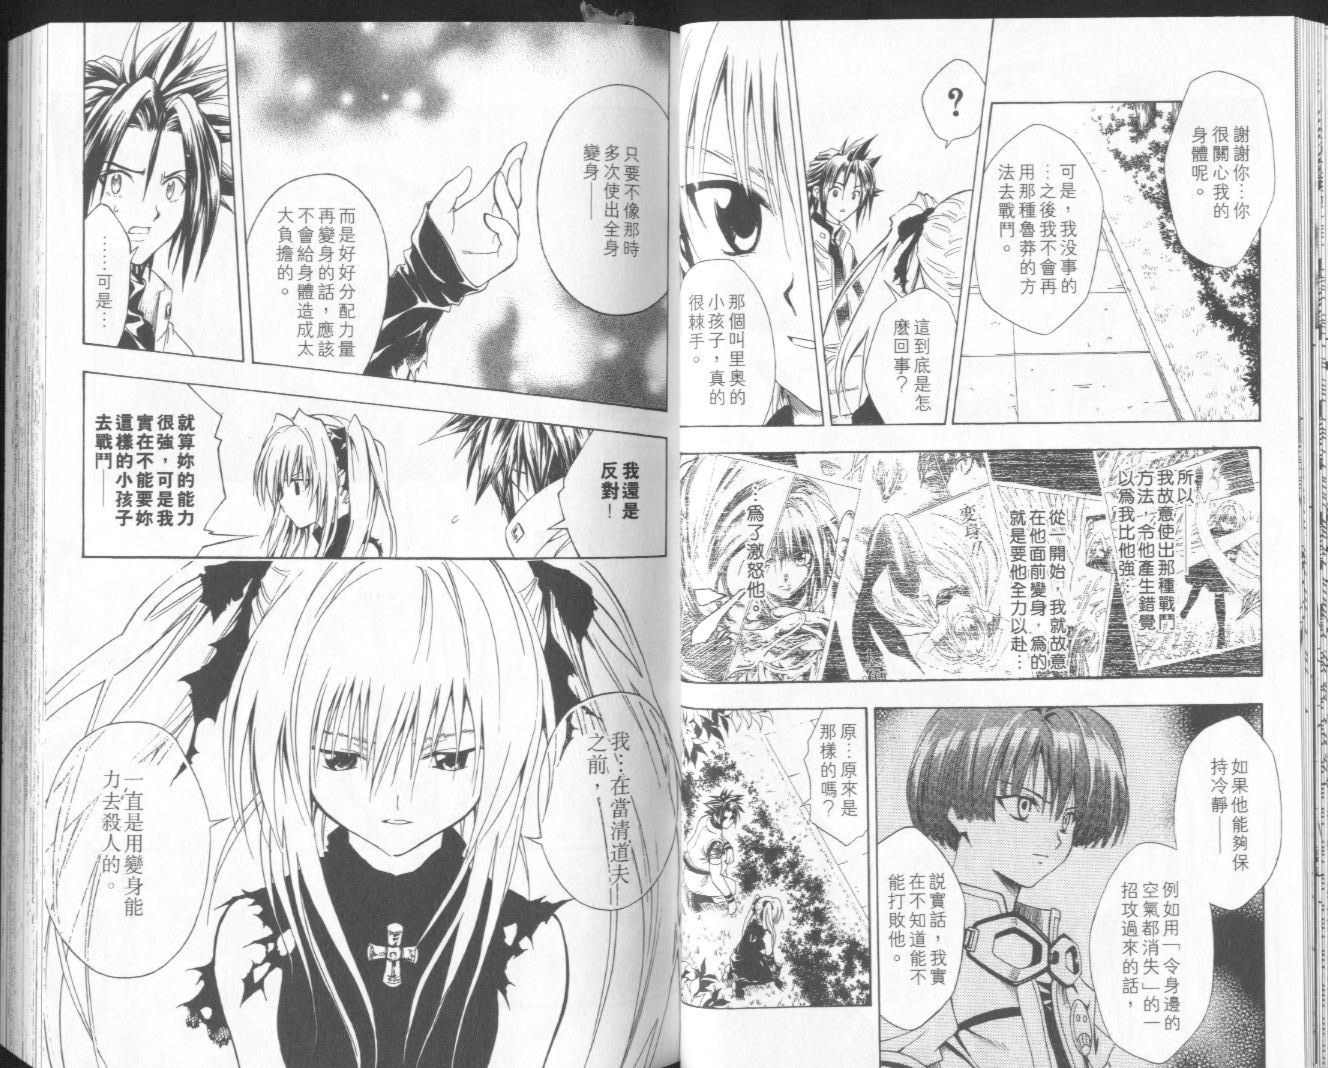 謝謝你…你
很關心我的
身體呢。
可是，我沒事的
…之後我不會再
用那種魯莽的方
法去戰鬥。
？
這到底是怎
麼回事？
那個叫里奧的
小孩子，真的
很棘手。
所以…
我故意使出那種戰鬥
方法，令他產生錯覺
以爲我比他強…
從一開始，我就故意
在他面前變身，爲的
就是要他全力以赴…
変身!!
…爲了激怒他。
如果他能夠保
持冷靜——
例如用「令身邊的
空氣都消失」的一
招攻過來的話，
説實話，我實
在不知道能不
能打敗他。
原…原來是
那樣的嗎？
只要不像那時
多次使出全身
變身——
而是好好分配力量
再變身的話，應該
不會給身體造成太
大負擔的。
……可是…
我還是
反對！
就算妳的能力
很強，可是我
實在不能要妳
這樣的小孩子
去戰鬥——
我…在當清道夫
之前，
一直是用變身能
力去殺人的。